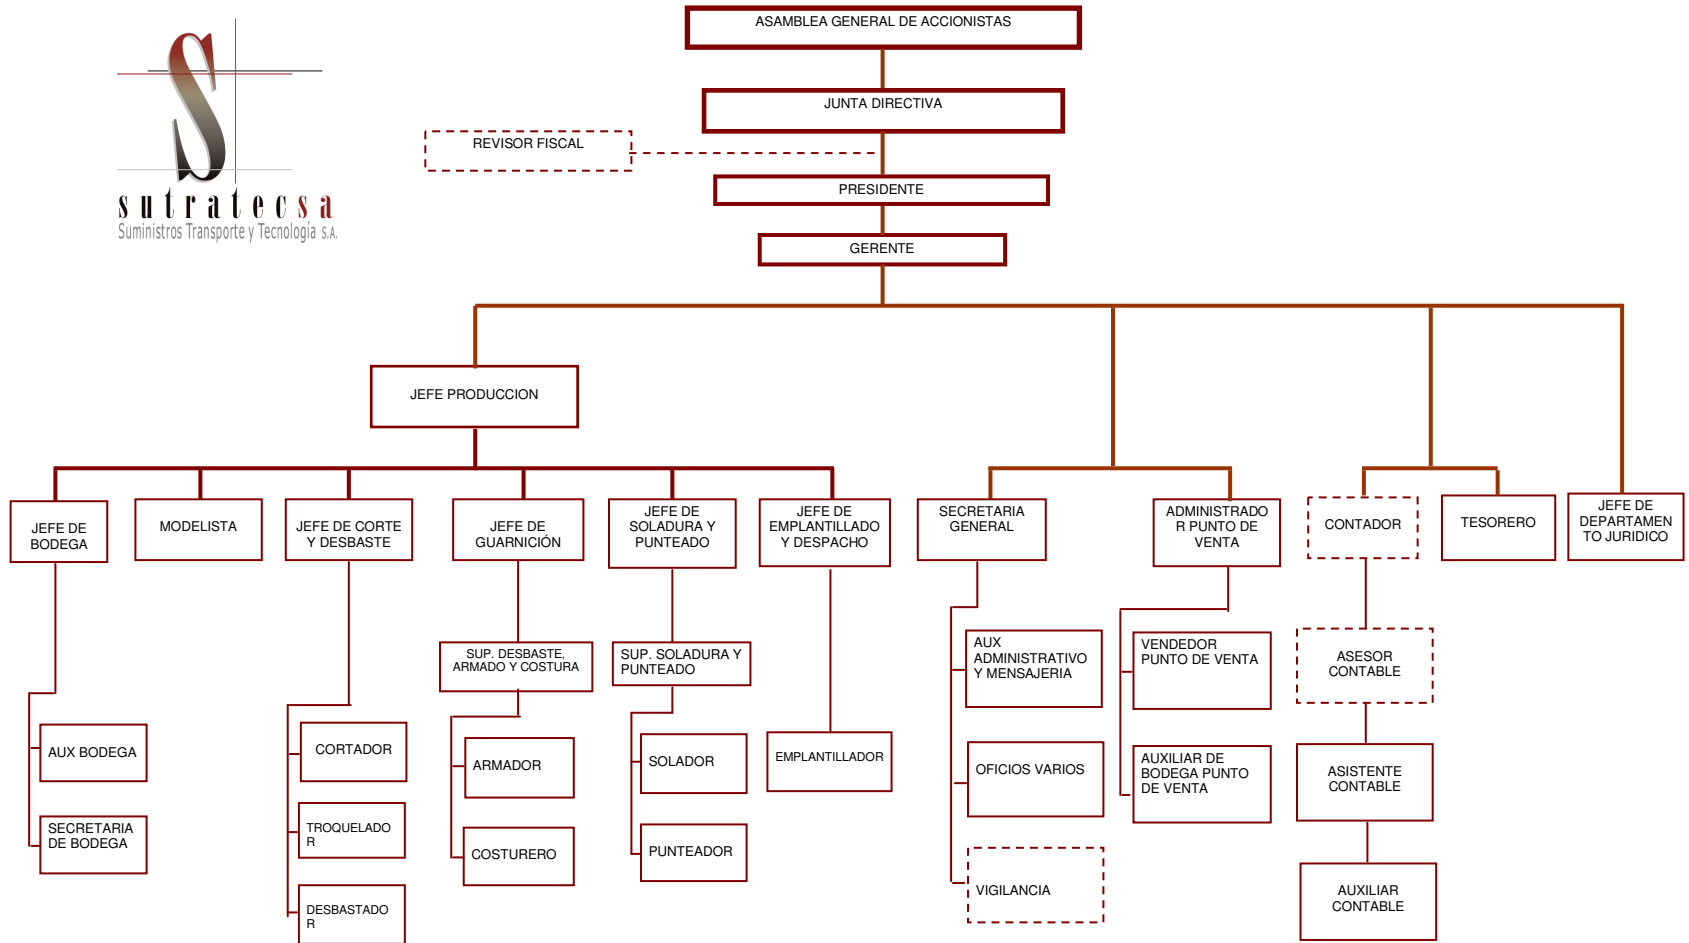 ASAMBLEA GENERAL DE ACCIONISTAS
JUNTA DIRECTIVA
REVISOR FISCAL
PRESIDENTE
sutratecsa
Suministros Transporte y Tecnología S.A.
GERENTE
JEFE PRODUCCION
JEFE DE
BODEGA
MODELISTA
JEFE DE CORTE
Y DESBASTE
JEFE DE
GUARNICIÓN
JEFE DE
SOLADURA Y
PUNTEADO
JEFE DE
EMPLANTILLADO
Y DESPACHO
SECRETARIA
GENERAL
ADMINISTRADO
R PUNTO DE
VENTA
CONTADOR
TESORERO
JEFE DE
DEPARTAMEN
TO JURIDICO
SUP. DESBASTE,
ARMADO Y COSTURA
SUP. SOLADURA Y
PUNTEADO
AUX
ADMINISTRATIVO
Y MENSAJERIA
VENDEDOR
PUNTO DE VENTA
ASESOR
CONTABLE
AUX BODEGA
CORTADOR
ARMADOR
SOLADOR
EMPLANTILLADOR
OFICIOS VARIOS
AUXILIAR DE
BODEGA PUNTO
DE VENTA
ASISTENTE
CONTABLE
SECRETARIA
DE BODEGA
TROQUELADO
R
COSTURERO
PUNTEADOR
VIGILANCIA
AUXILIAR
CONTABLE
DESBASTADO
R